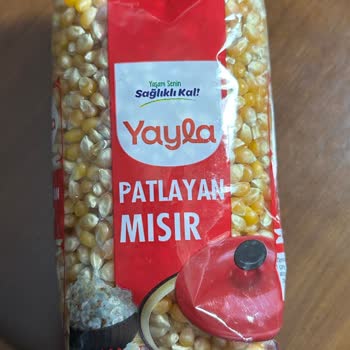 Yaşam Senin
Sağlıklı Kal!
Yayla
PATLAYAN
MISIR